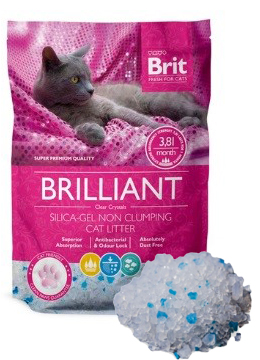 Brit
FRESH FOR CATS
3,8l
month
SUPER PREMIUM QUALITY
BRILLIANT
Clear Crystals
SILICA-GEL NON CLUMPING
CAT LITTER
Superior
Absorption
Antibacterial
& Odour Lock
Absolutely
Dust Free